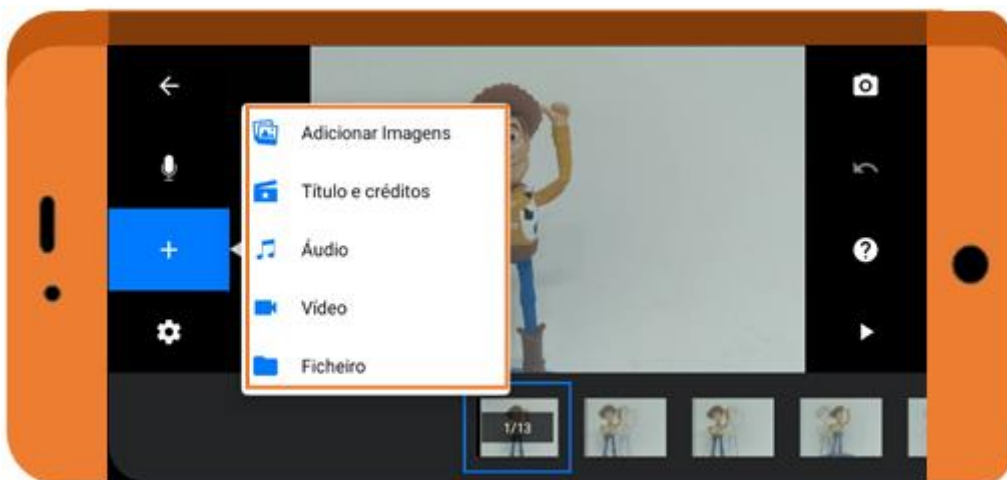 Adicionar Imagens
Título e créditos
Áudio
Vídeo
Ficheiro
1/13